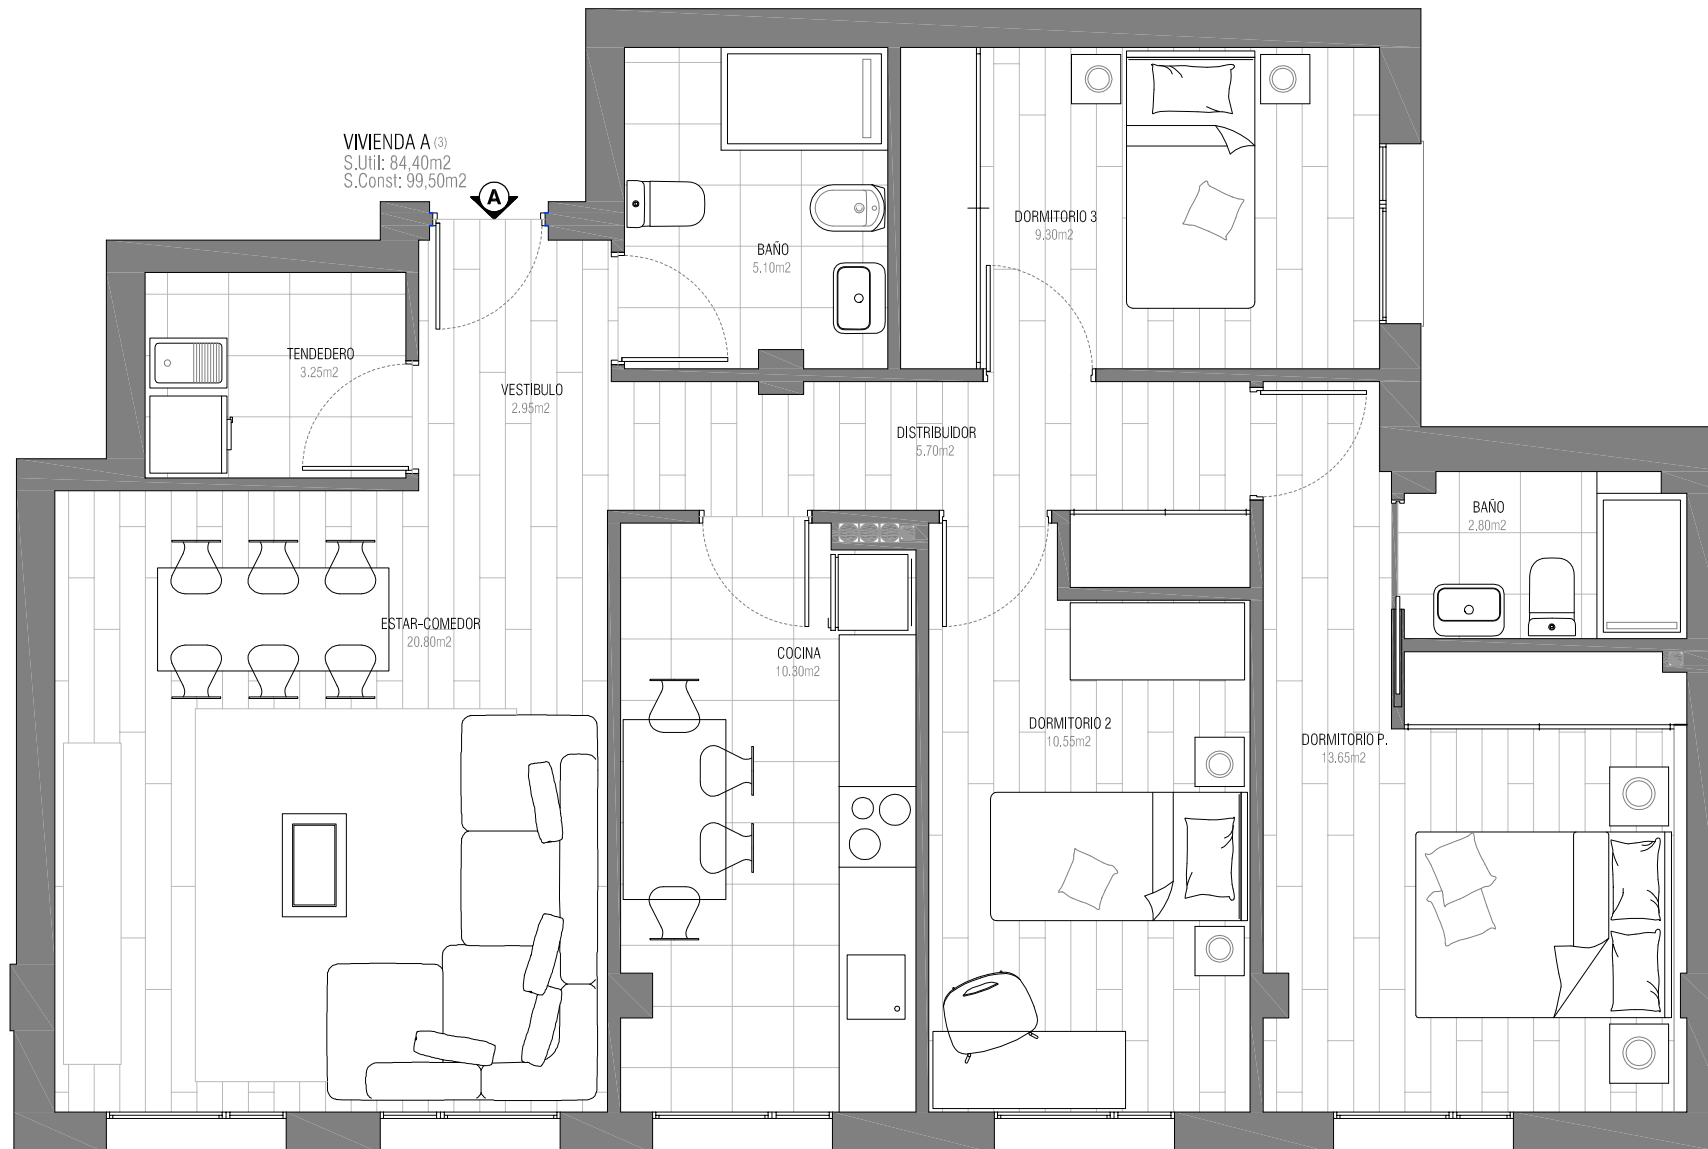 VIVIENDA A (3)
S.Util: 84,40m2
S.Const: 99,50m2
A
BAÑO
5.10m2
DORMITORIO 3
9.30m2
TENDEDERO
3.25m2
VESTÍBULO
2.95m2
DISTRIBUIDOR
5.70m2
BAÑO
2.80m2
ESTAR-COMEDOR
20.80m2
COCINA
10.30m2
DORMITORIO 2
10.55m2
DORMITORIO P.
13.65m2